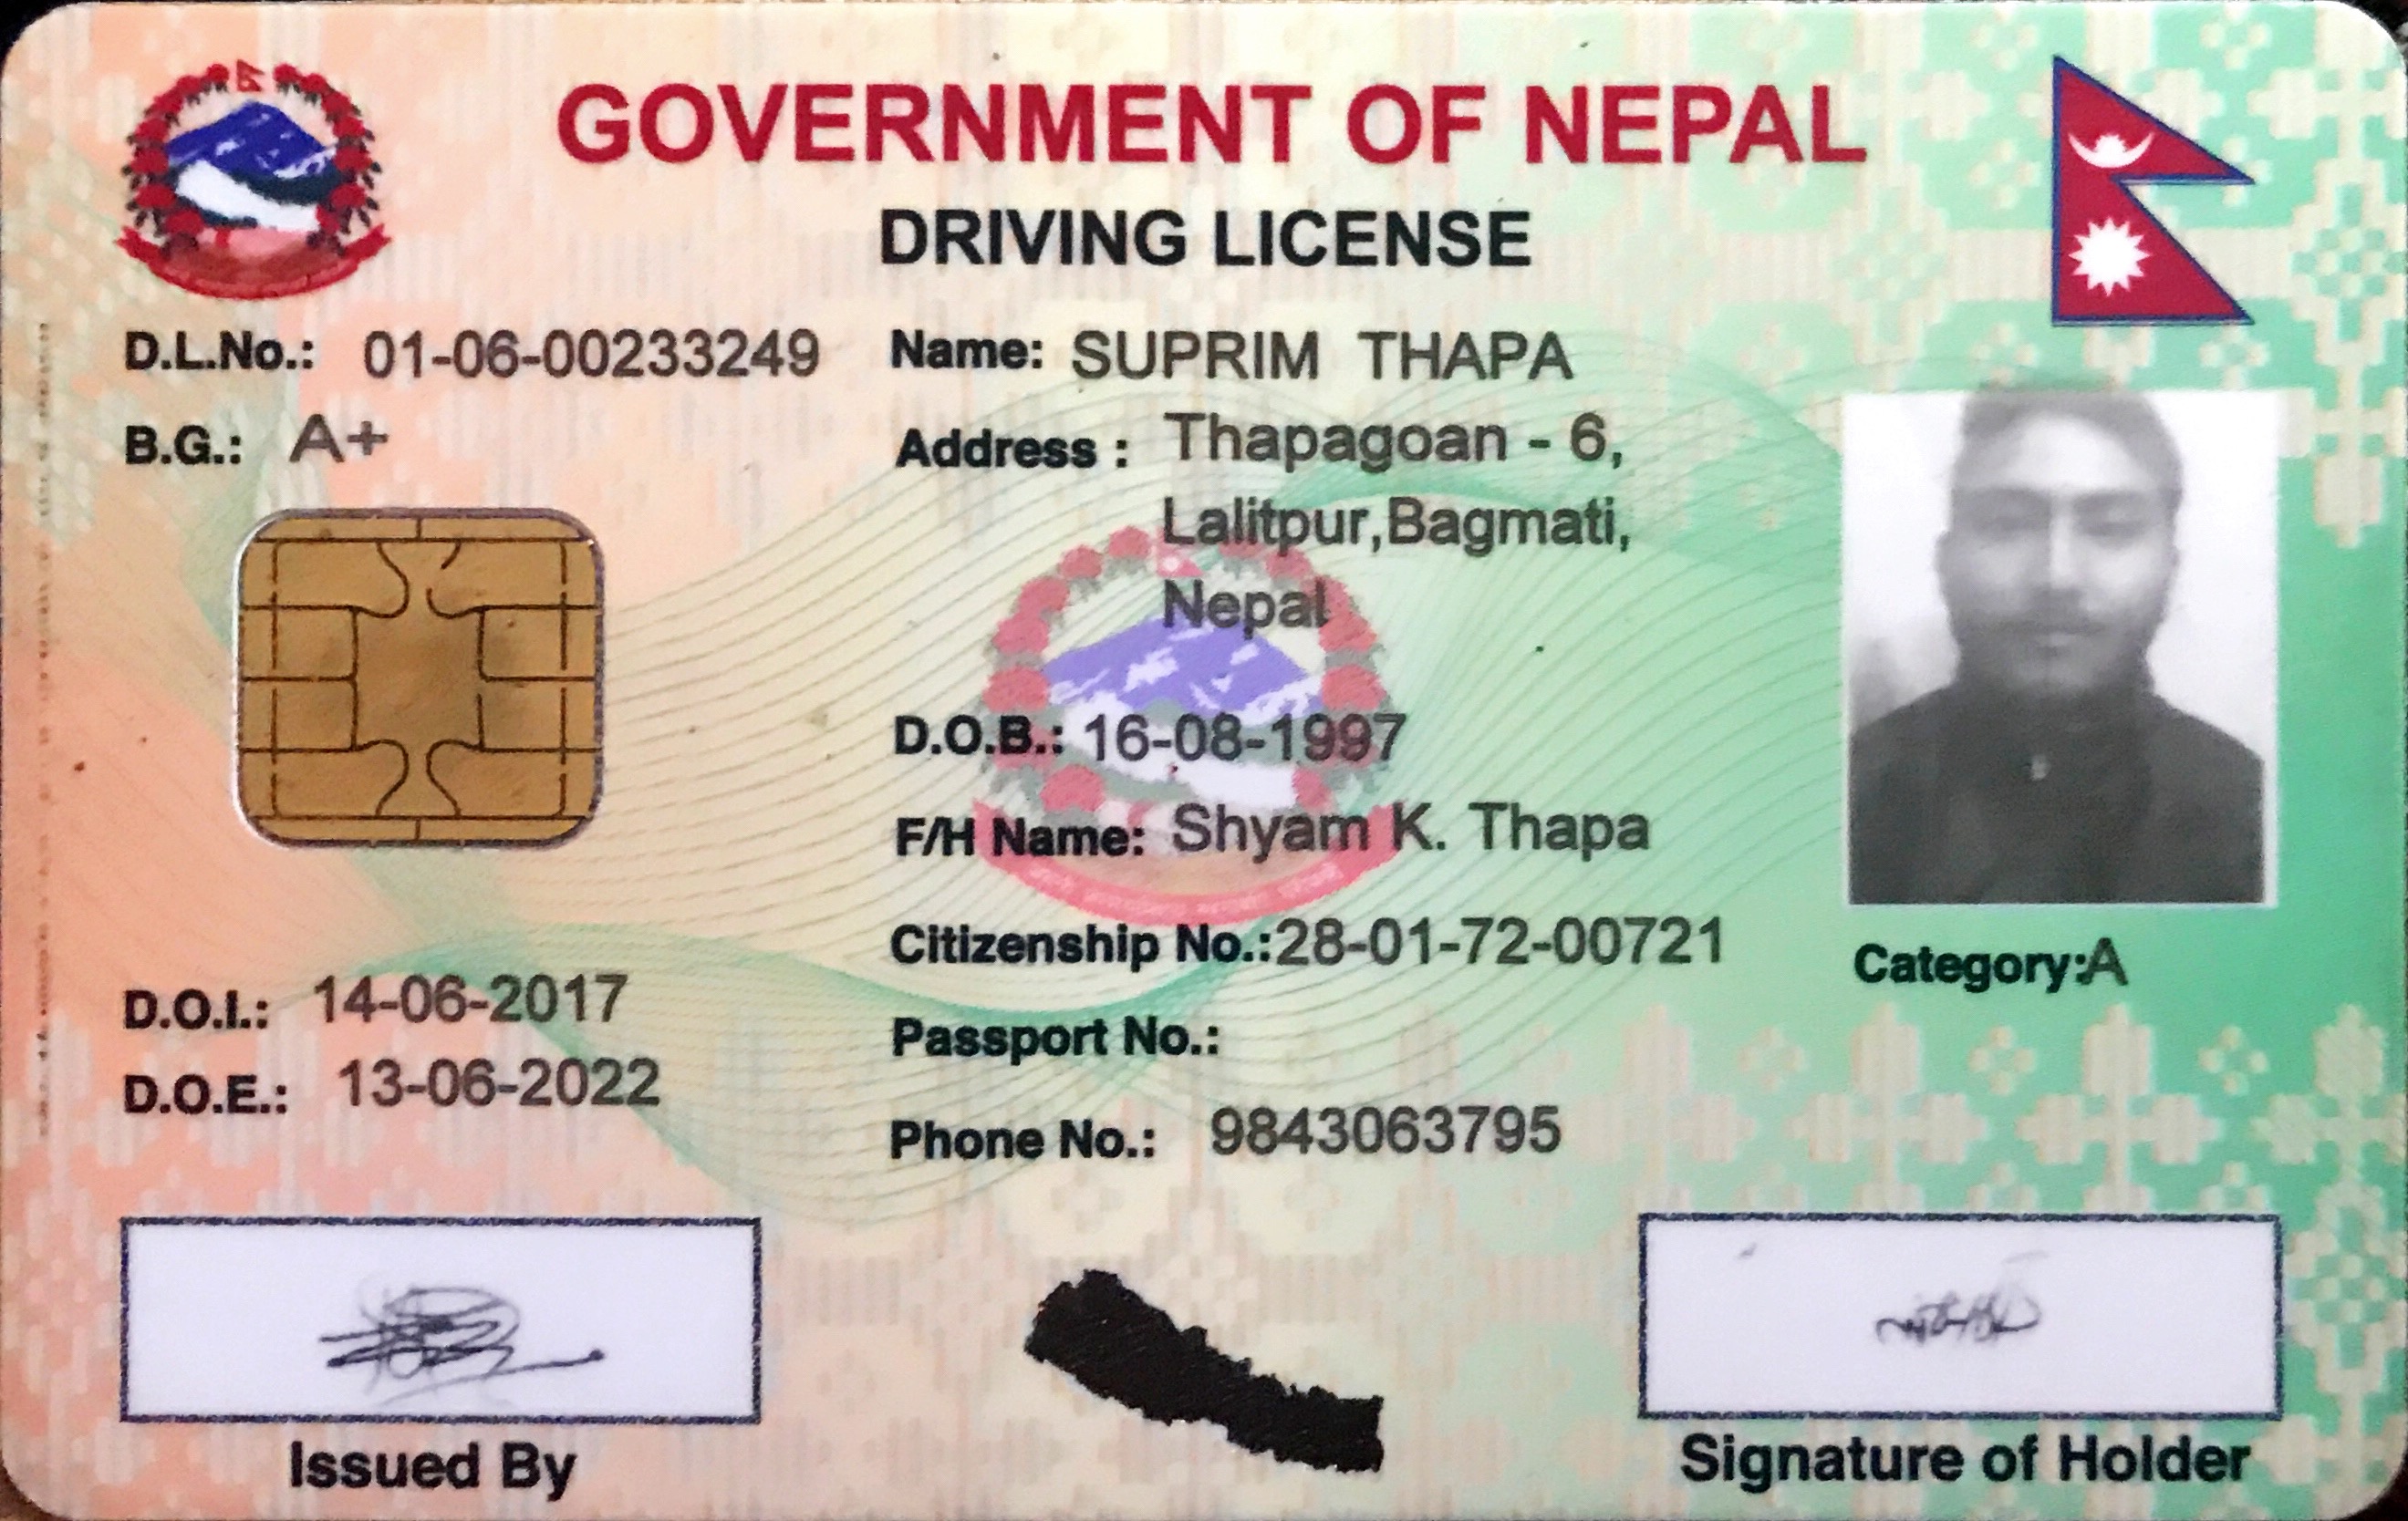 GOVERNMENT OF NEPAL
DRIVING LICENSE
D.L.No.: 01-06-00233249
B.G.: A+
Name: SUPRIM THAPA
Address : Thapagoan - 6,
Lalitpur,Bagmati,
Nepal
D.O.B.: 16-08-1997
F/H Name: Shyam K. Thapa
Citizenship No.:28-01-72-00721
Category:A
D.O.I.: 14-06-2017
Passport No.:
D.O.E.: 13-06-2022
Phone No.: 9843063795
Issued By
Signature of Holder